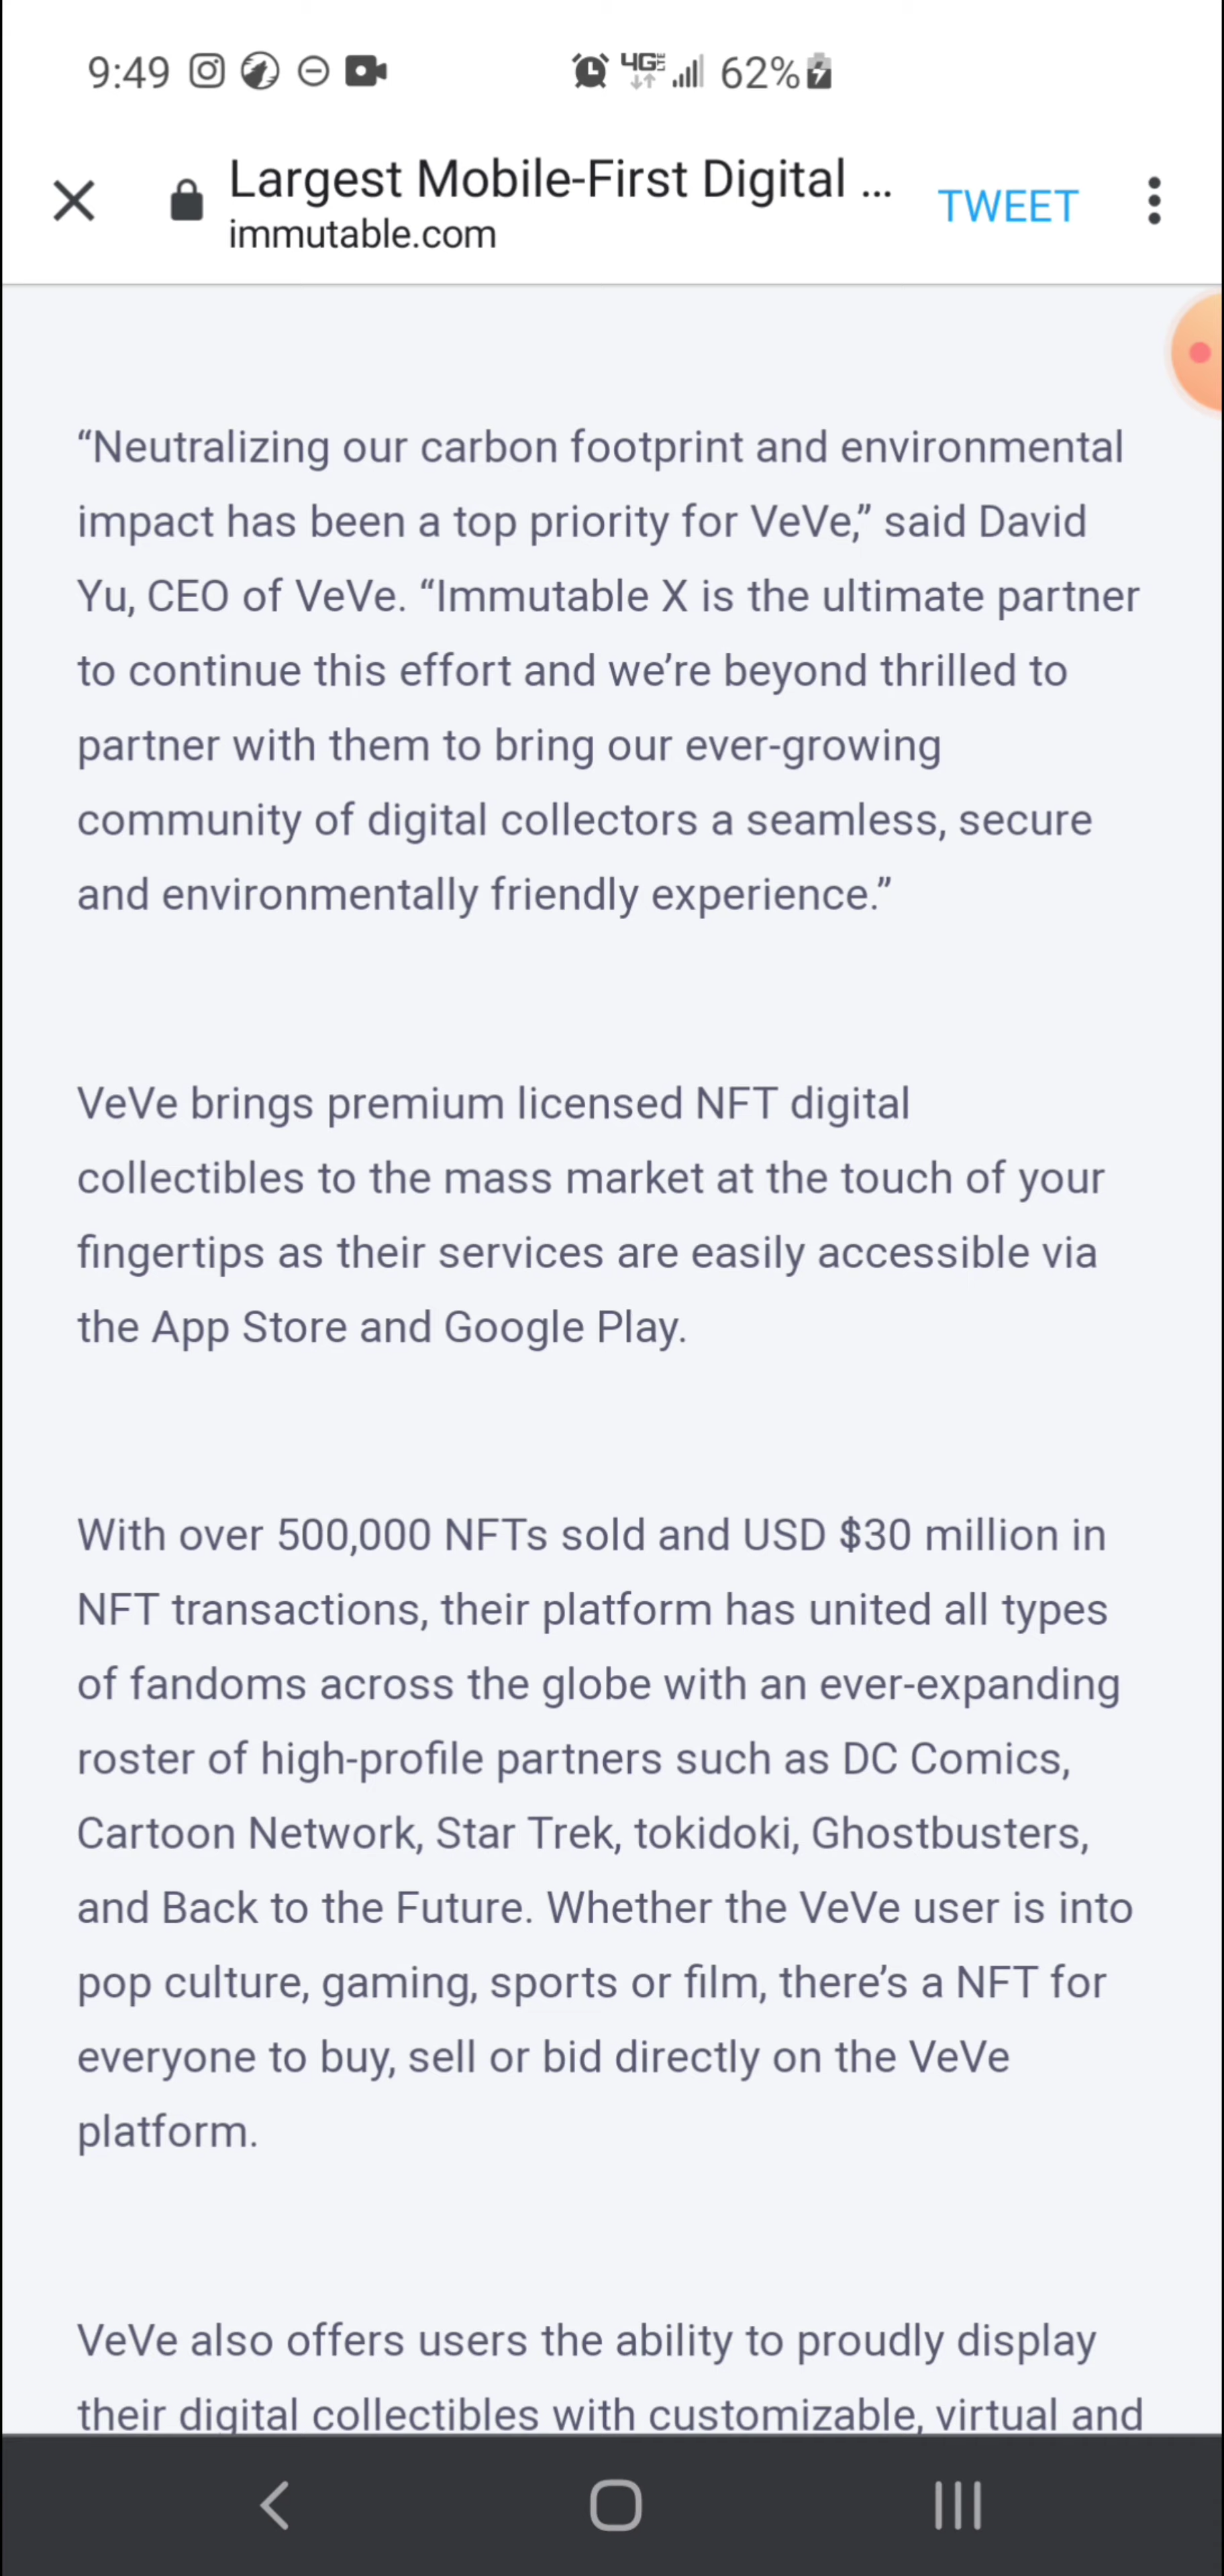 9:49
4G LTE
62%
Largest Mobile-First Digital ...
immutable.com
TWEET
“Neutralizing our carbon footprint and environmental
impact has been a top priority for VeVe,” said David
Yu, CEO of VeVe. “Immutable X is the ultimate partner
to continue this effort and we’re beyond thrilled to
partner with them to bring our ever-growing
community of digital collectors a seamless, secure
and environmentally friendly experience.”
VeVe brings premium licensed NFT digital
collectibles to the mass market at the touch of your
fingertips as their services are easily accessible via
the App Store and Google Play.
With over 500,000 NFTs sold and USD $30 million in
NFT transactions, their platform has united all types
of fandoms across the globe with an ever-expanding
roster of high-profile partners such as DC Comics,
Cartoon Network, Star Trek, tokidoki, Ghostbusters,
and Back to the Future. Whether the VeVe user is into
pop culture, gaming, sports or film, there’s a NFT for
everyone to buy, sell or bid directly on the VeVe
platform.
VeVe also offers users the ability to proudly display
their digital collectibles with customizable, virtual and